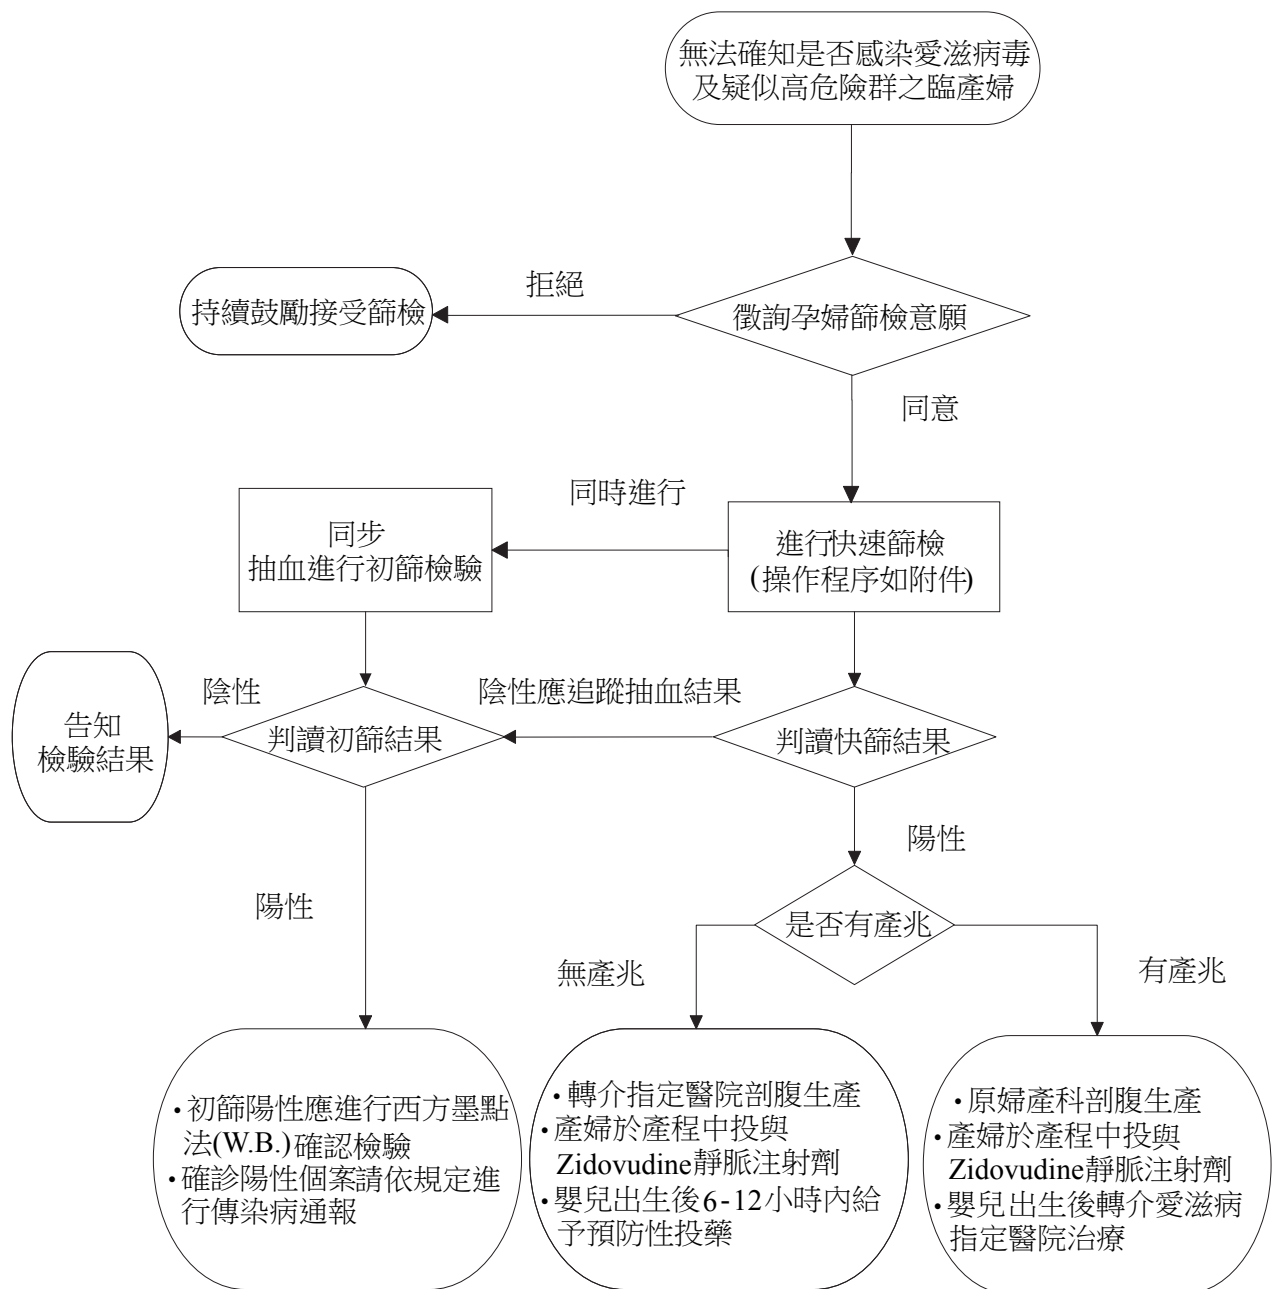 無法確知是否感染愛滋病毒
及疑似高危險群之臨產婦
拒絕
持續鼓勵接受篩檢
徵詢孕婦篩檢意願
同意
同時進行
同步
抽血進行初篩檢驗
進行快速篩檢
(操作程序如附件)
陰性
陰性應追蹤抽血結果
告知
檢驗結果
判讀初篩結果
判讀快篩結果
陽性
陽性
是否有產兆
無產兆
有產兆
・初篩陽性應進行西方墨點
法(W.B.)確認檢驗
・確診陽性個案請依規定進
行傳染病通報
・轉介指定醫院剖腹生產
・產婦於產程中投與
Zidovudine靜脈注射劑
・嬰兒出生後6-12小時內給
予預防性投藥
・原婦產科剖腹生產
・產婦於產程中投與
Zidovudine靜脈注射劑
・嬰兒出生後轉介愛滋病
指定醫院治療